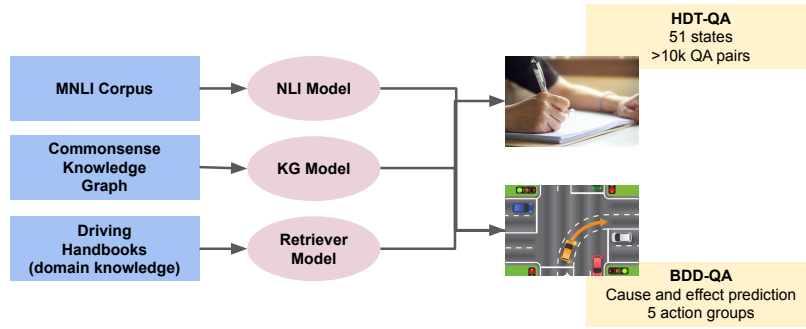 HDT-QA
51 states
>10k QA pairs
MNLI Corpus
NLI Model
Commonsense
Knowledge
Graph
KG Model
Driving
Handbooks
(domain knowledge)
Retriever
Model
BDD-QA
Cause and effect prediction
5 action groups